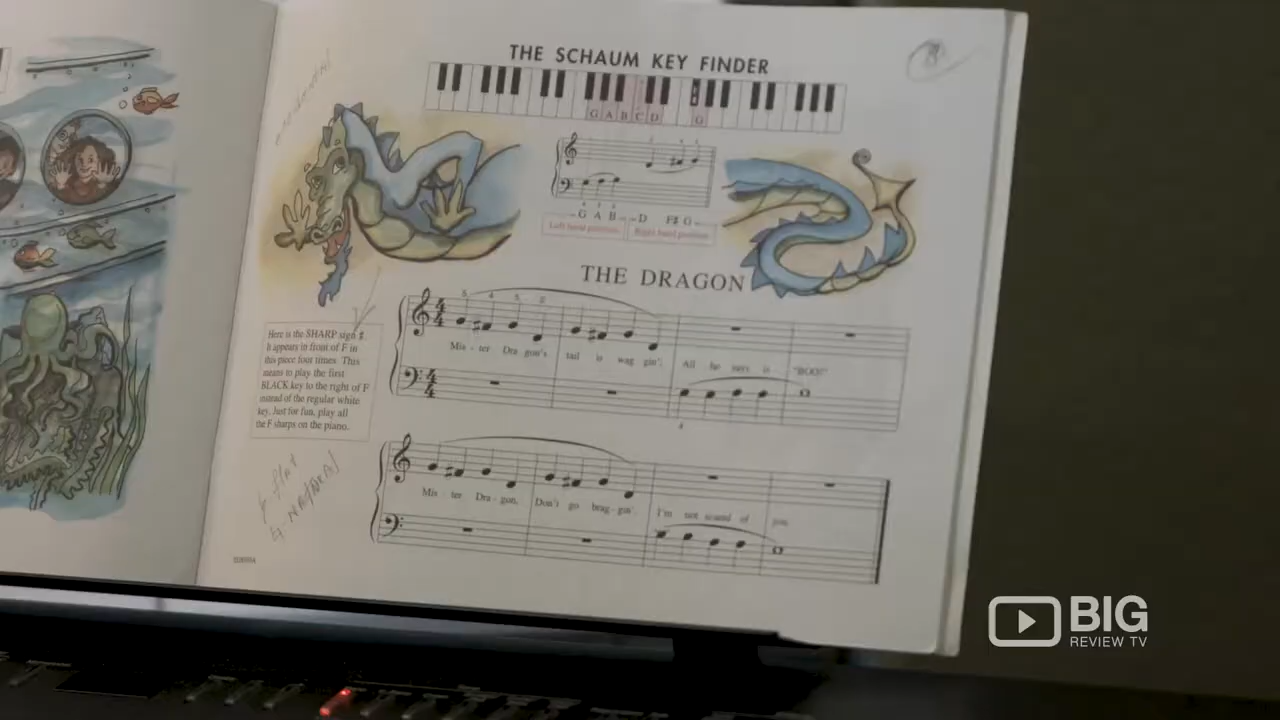 THE SCHAUM KEY FINDER
G A B C D G
G A B D F# G
Left hand position Right hand position
THE DRAGON
Here is the SHARP sign #.
It appears in front of F in
this piece four times. This
means to play the first
BLACK key to the right of F
instead of the regular white
key. Just for fun, play all
the F sharps on the piano.
Mis - ter Dra - gon's tail is wag - gin'; All he says is "BOO!"
Mis - ter Dra - gon, Don't go brag - gin'. I'm not scared of you.
♭ flat
♮ NATURAL
BIG
REVIEW TV